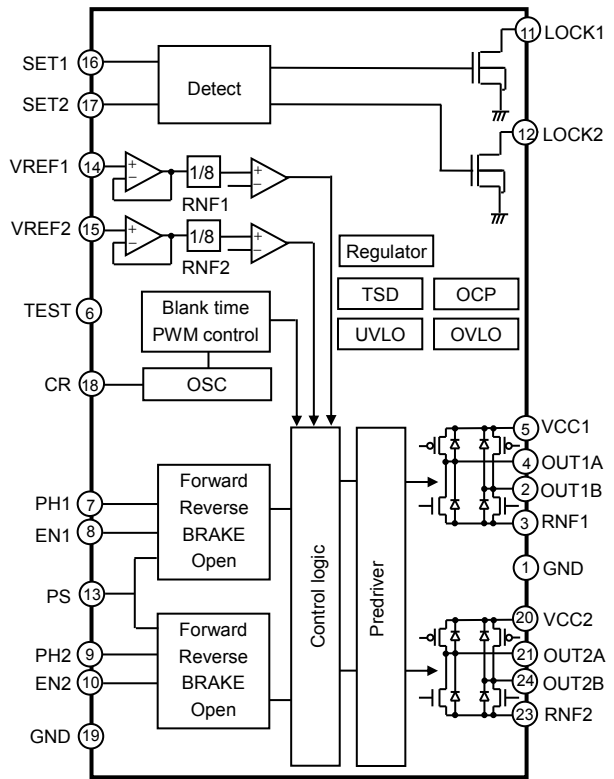 11 LOCK1
SET1 16
Detect
SET2 17
12 LOCK2
VREF1 14
+
−
1/8
+
−
RNF1
VREF2 15
+
−
1/8
+
−
RNF2
Regulator
TSD
OCP
UVLO
OVLO
TEST
6
Blank time
PWM control
CR 18
OSC
5 VCC1
4 OUT1A
2 OUT1B
3 RNF1
PH1 7
EN1 8
Forward
Reverse
BRAKE
Open
Control logic
Predriver
1 GND
PS 13
20 VCC2
21 OUT2A
24 OUT2B
23 RNF2
PH2 9
EN2 10
Forward
Reverse
BRAKE
Open
GND 19